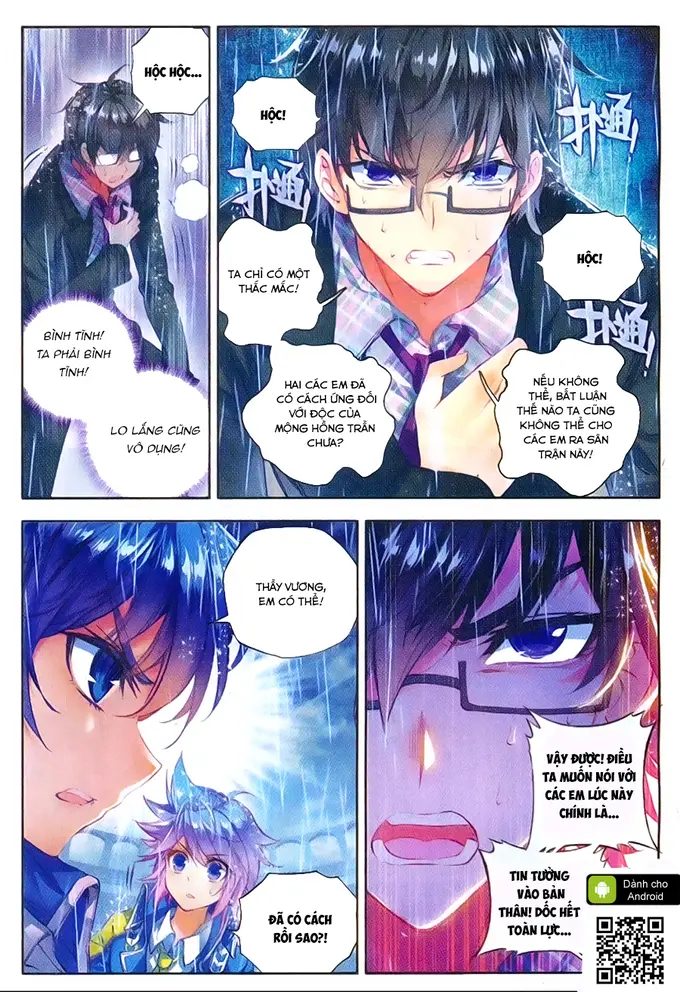 HỘC HỘC...
BÌNH TĨNH!
TA PHẢI BÌNH
TĨNH!
LO LẮNG CŨNG
VÔ DỤNG!
HỘC!
TA CHỈ CÓ MỘT
THẮC MẮC!
HỘC!
HAI CÁC EM ĐÃ
CÓ CÁCH ỨNG ĐỐI
VỚI ĐỘC CỦA
MỘNG HỒNG TRẦN
CHƯA?
NẾU KHÔNG
THỂ, BẤT LUẬN
THẾ NÀO TA CŨNG
KHÔNG THỂ CHO
CÁC EM RA SÂN
TRẬN NÀY!
THẦY VƯƠNG,
EM CÓ THỂ!
ĐÃ CÓ CÁCH
RỒI SAO?!
VẬY ĐƯỢC! ĐIỀU
TA MUỐN NÓI VỚI
CÁC EM LÚC NÀY
CHÍNH LÀ...
TIN TƯỞNG
VÀO BẢN
THÂN! DỐC HẾT
TOÀN LỰC...
Dành cho
Android